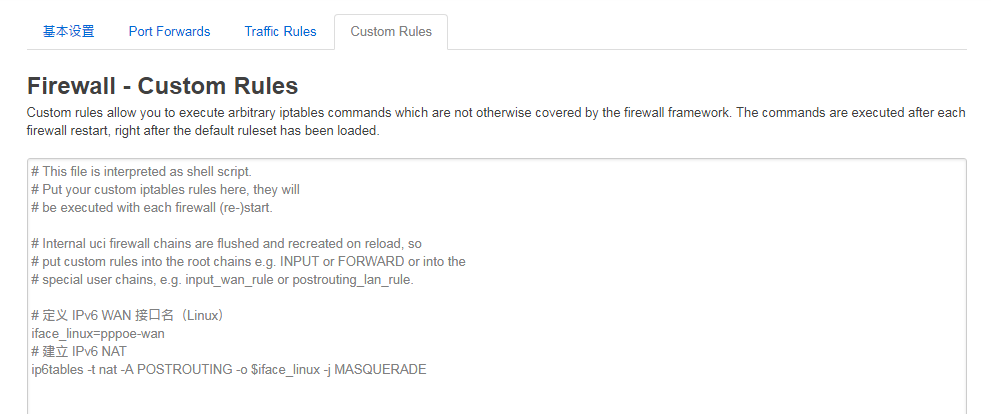 基本设置 Port Forwards Traffic Rules Custom Rules
Firewall - Custom Rules
Custom rules allow you to execute arbitrary iptables commands which are not otherwise covered by the firewall framework. The commands are executed after each
firewall restart, right after the default ruleset has been loaded.
# This file is interpreted as shell script.
# Put your custom iptables rules here, they will
# be executed with each firewall (re-)start.
# Internal uci firewall chains are flushed and recreated on reload, so
# put custom rules into the root chains e.g. INPUT or FORWARD or into the
# special user chains, e.g. input_wan_rule or postrouting_lan_rule.
# 定义 IPv6 WAN 接口名（Linux）
iface_linux=pppoe-wan
# 建立 IPv6 NAT
ip6tables -t nat -A POSTROUTING -o $iface_linux -j MASQUERADE